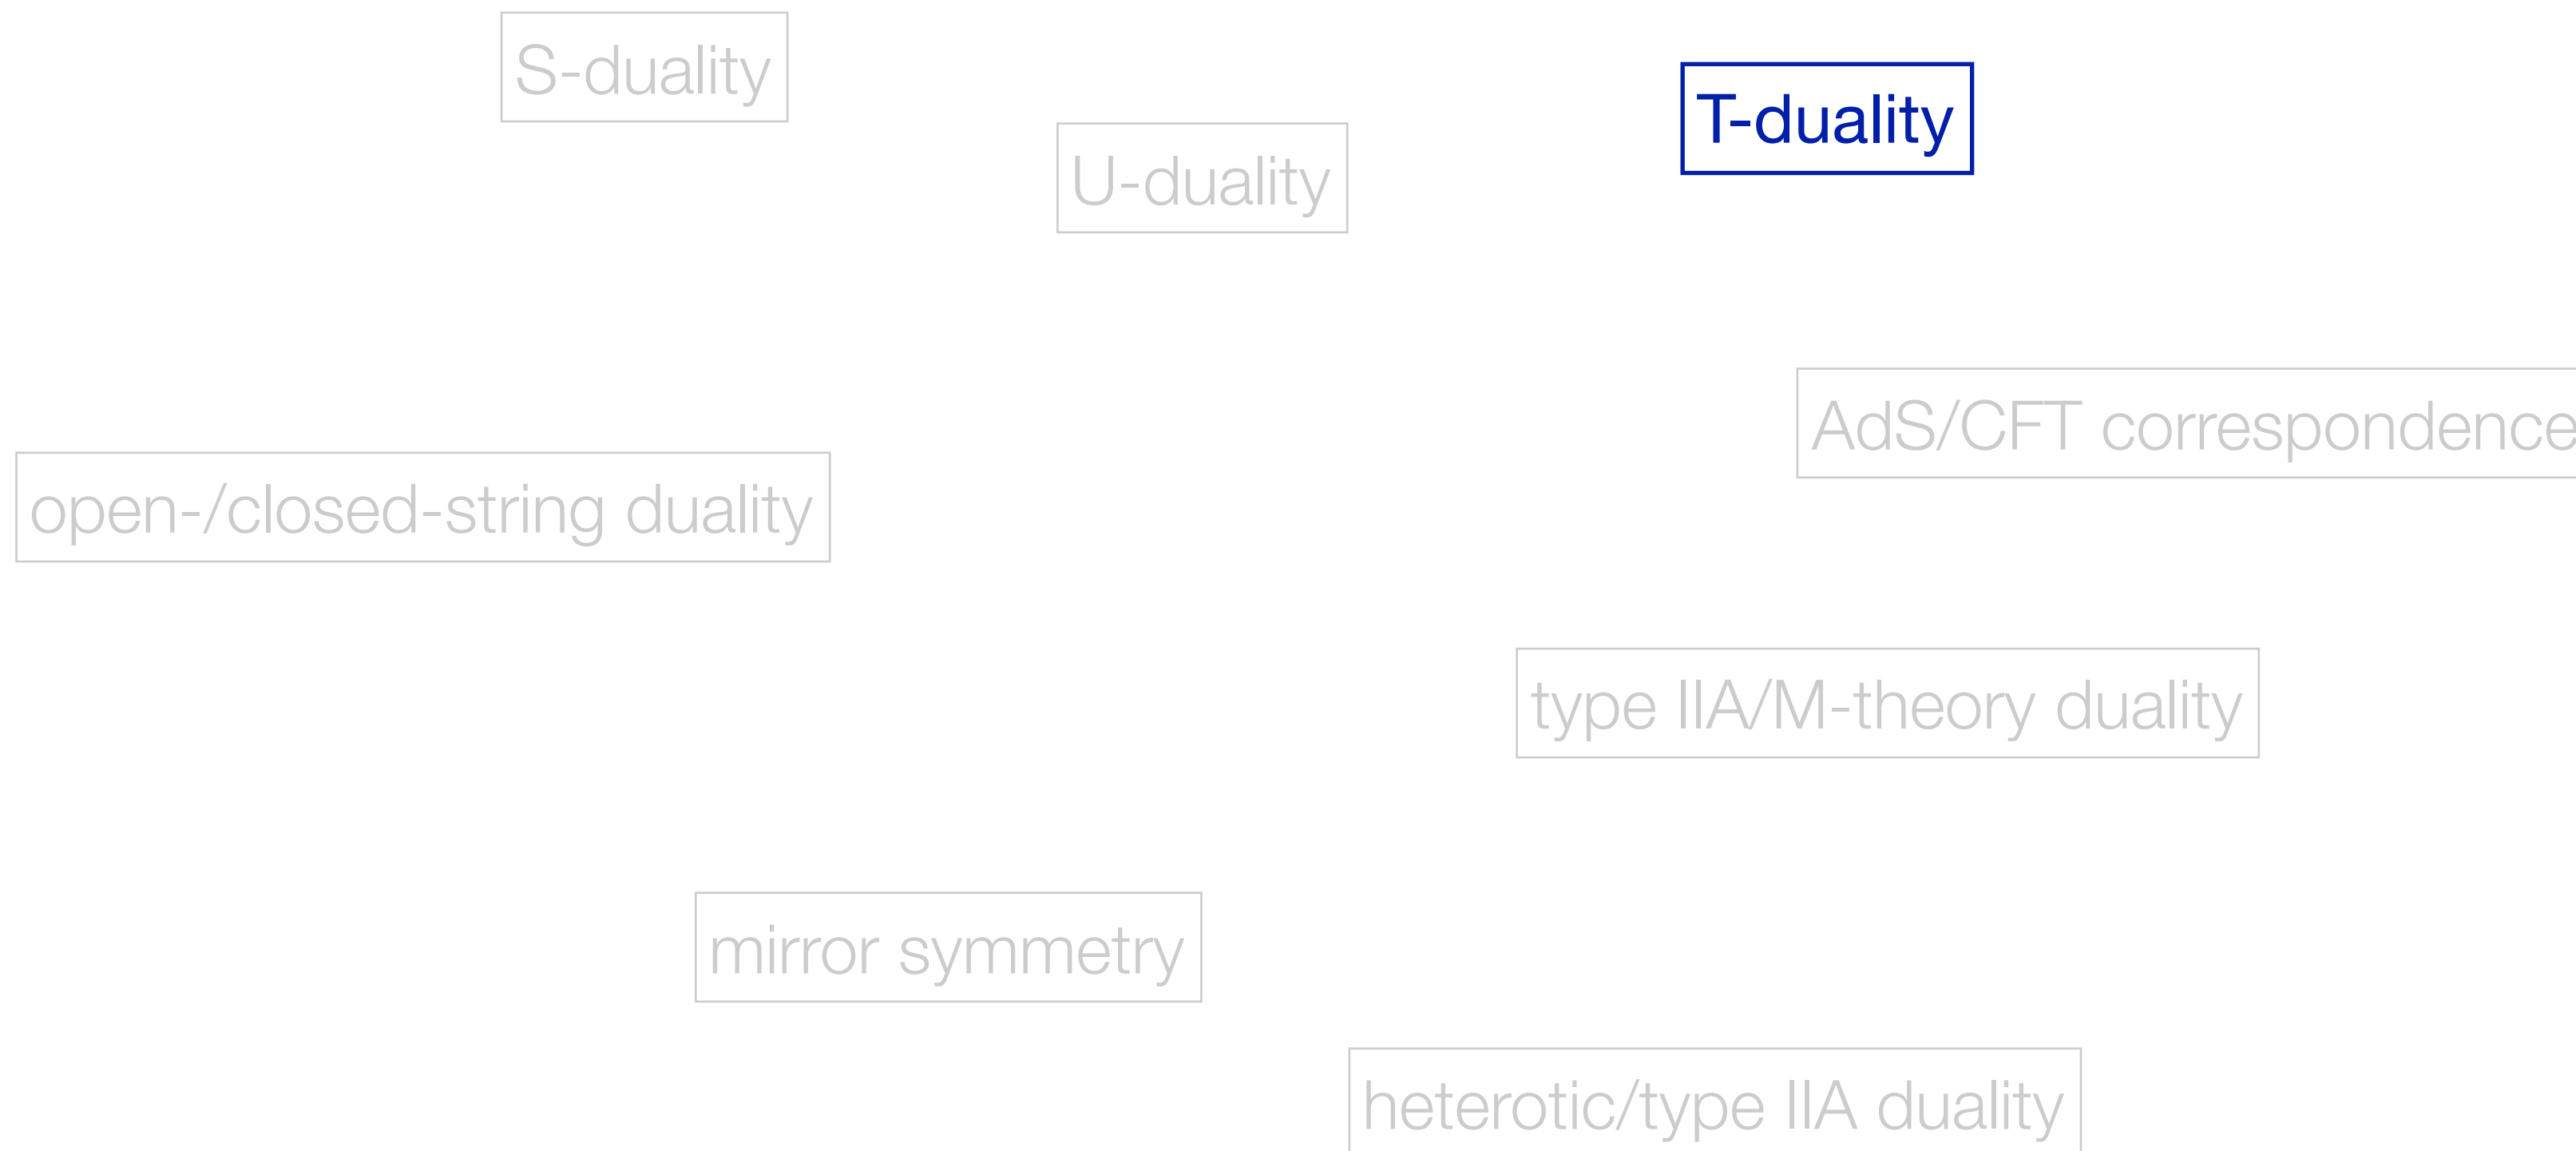 S-duality
T-duality
U-duality
AdS/CFT correspondence
open-/closed-string duality
type IIA/M-theory duality
mirror symmetry
heterotic/type IIA duality